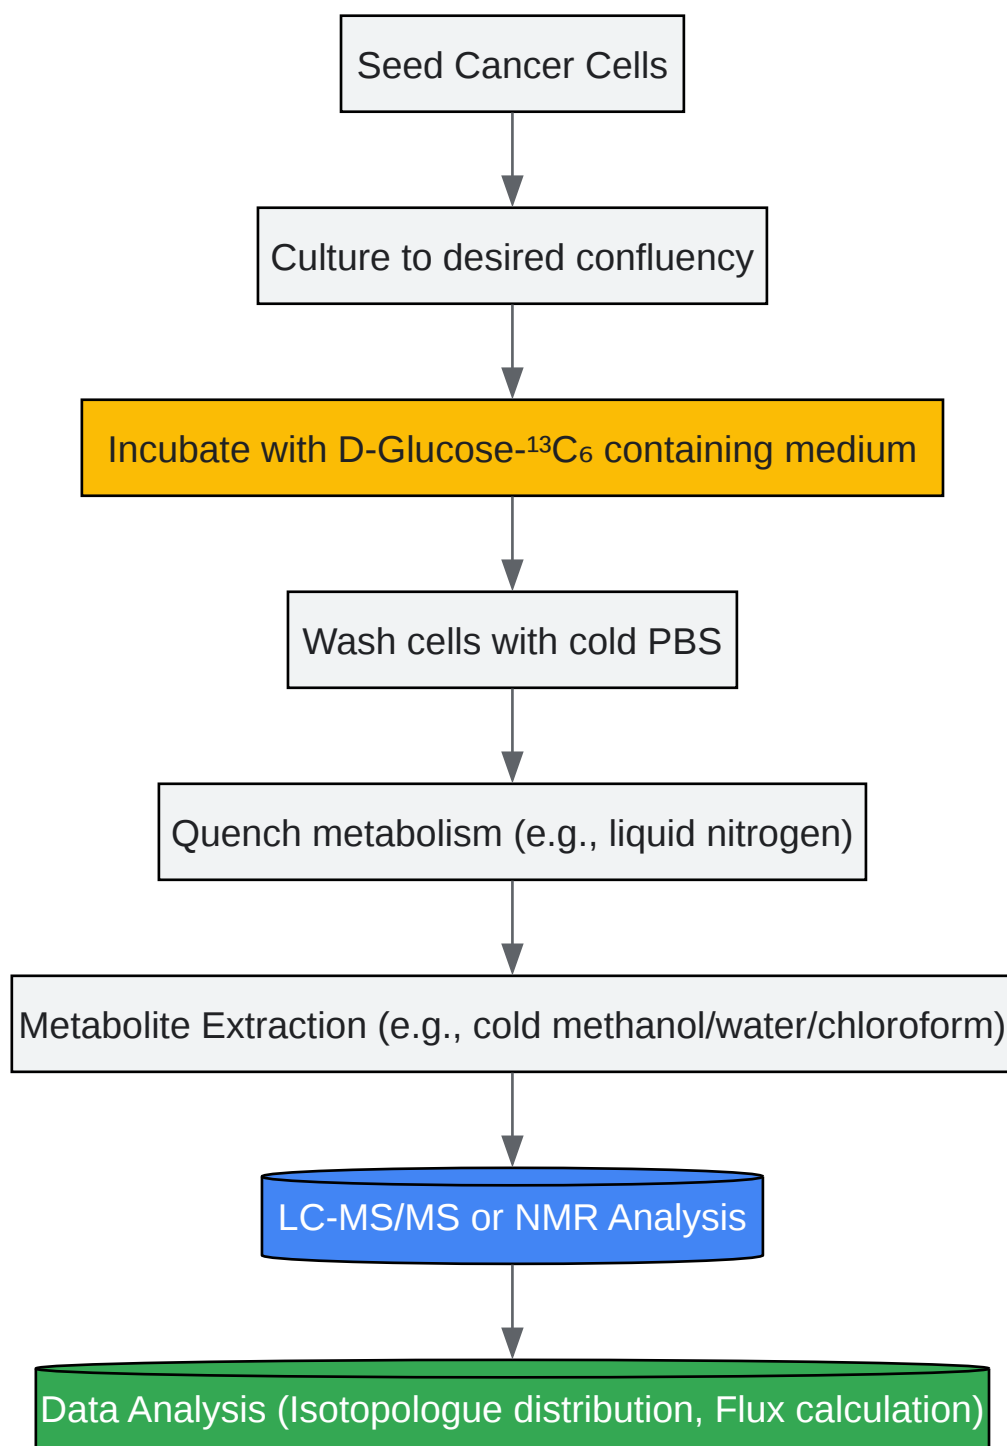 Seed Cancer Cells
Culture to desired confluency
Incubate with D-Glucose-¹³C₆ containing medium
Wash cells with cold PBS
Quench metabolism (e.g., liquid nitrogen)
Metabolite Extraction (e.g., cold methanol/water/chloroform)
LC-MS/MS or NMR Analysis
Data Analysis (Isotopologue distribution, Flux calculation)